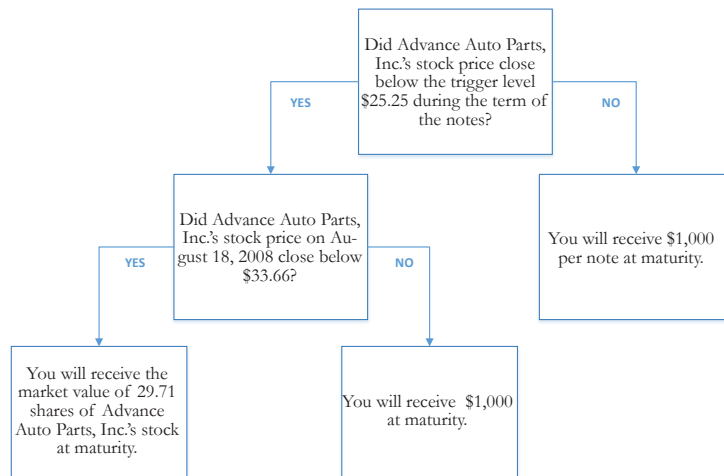 Did Advance Auto Parts,
Inc.'s stock price close
below the trigger level
$25.25 during the term of
the notes?
YES
NO
Did Advance Auto Parts,
Inc.'s stock price on Au-
gust 18, 2008 close below
$33.66?
You will receive $1,000
per note at maturity.
YES
NO
You will receive the
market value of 29.71
shares of Advance
Auto Parts, Inc.'s stock
at maturity.
You will receive $1,000
at maturity.